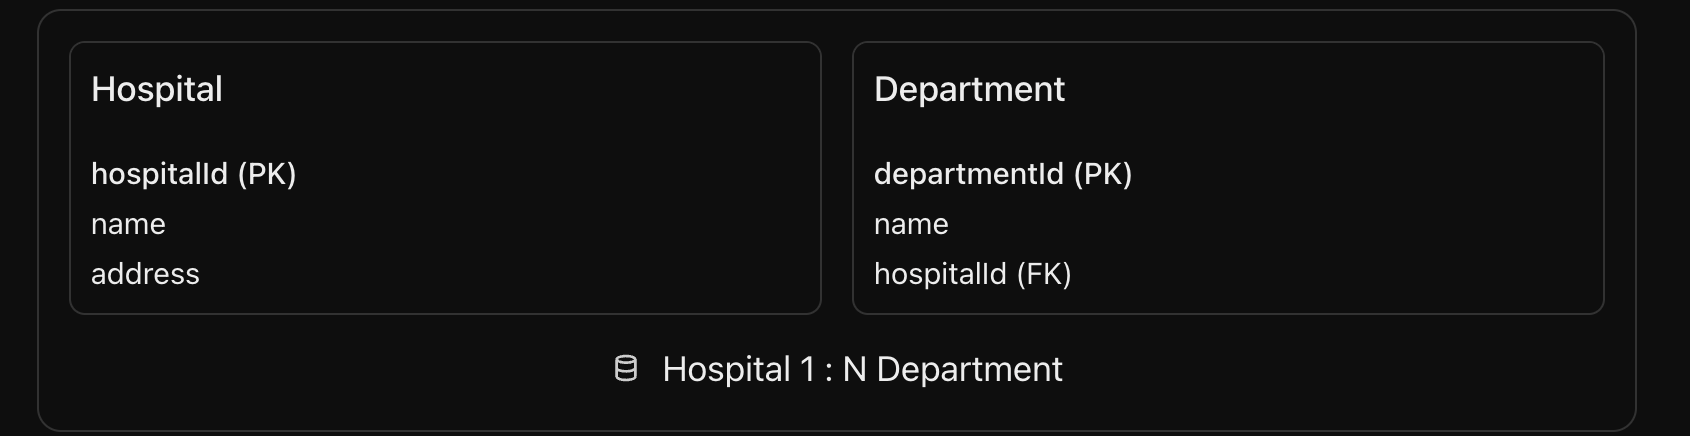 Hospital
hospitalId (PK)
name
address
Department
departmentId (PK)
name
hospitalId (FK)
Hospital 1 : N Department